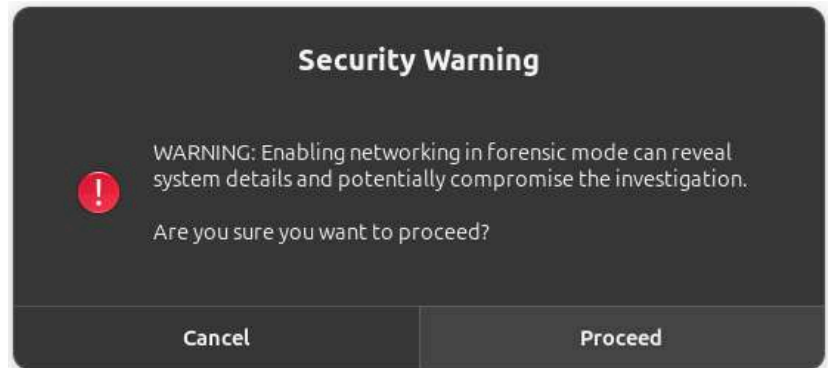 Security Warning
WARNING: Enabling networking in forensic mode can reveal
system details and potentially compromise the investigation.
Are you sure you want to proceed?
Cancel
Proceed